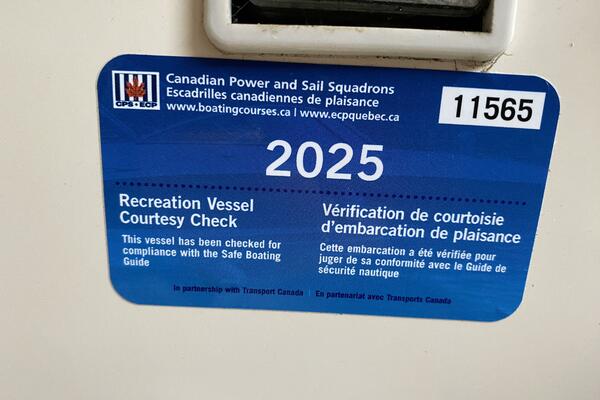 CPS • ECP
Canadian Power and Sail Squadrons
Escadrilles canadiennes de plaisance
www.boatingcourses.ca | www.ecpquebec.ca
11565
2025
Recreation Vessel
Courtesy Check
This vessel has been checked for
compliance with the Safe Boating
Guide
Vérification de courtoisie
d'embarcation de plaisance
Cette embarcation a été vérifiée pour
juger de sa conformité avec le Guide de
sécurité nautique
In partnership with Transport Canada | En partenariat avec Transports Canada